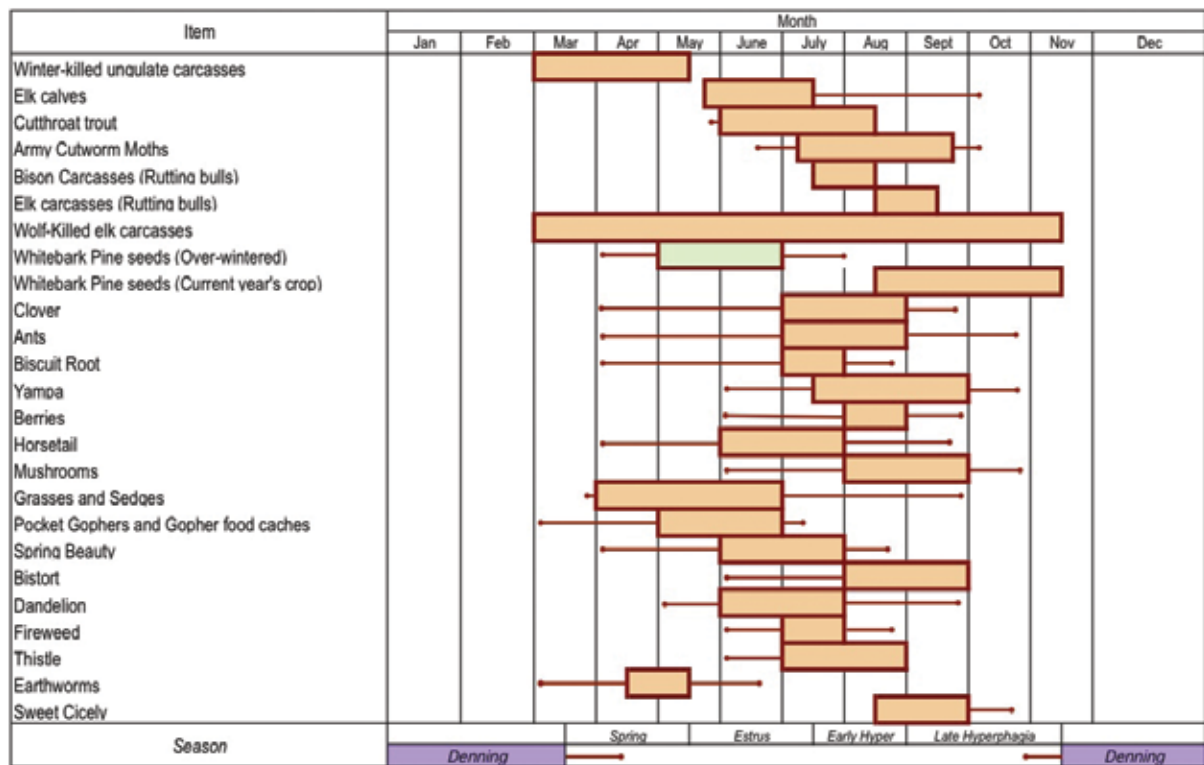 Item
Month
Jan Feb Mar Apr May June July Aug Sept Oct Nov Dec
Winter-killed ungulate carcasses
Elk calves
Cutthroat trout
Army Cutworm Moths
Bison Carcasses (Rutting bulls)
Elk carcasses (Rutting bulls)
Wolf-Killed elk carcasses
Whitebark Pine seeds (Over-wintered)
Whitebark Pine seeds (Current year's crop)
Clover
Ants
Biscuit Root
Yampa
Berries
Horsetail
Mushrooms
Grasses and Sedges
Pocket Gophers and Gopher food caches
Spring Beauty
Bistort
Dandelion
Fireweed
Thistle
Earthworms
Sweet Cicely
Season
Spring Estrus Early Hyper Late Hyperphagia
Denning Denning